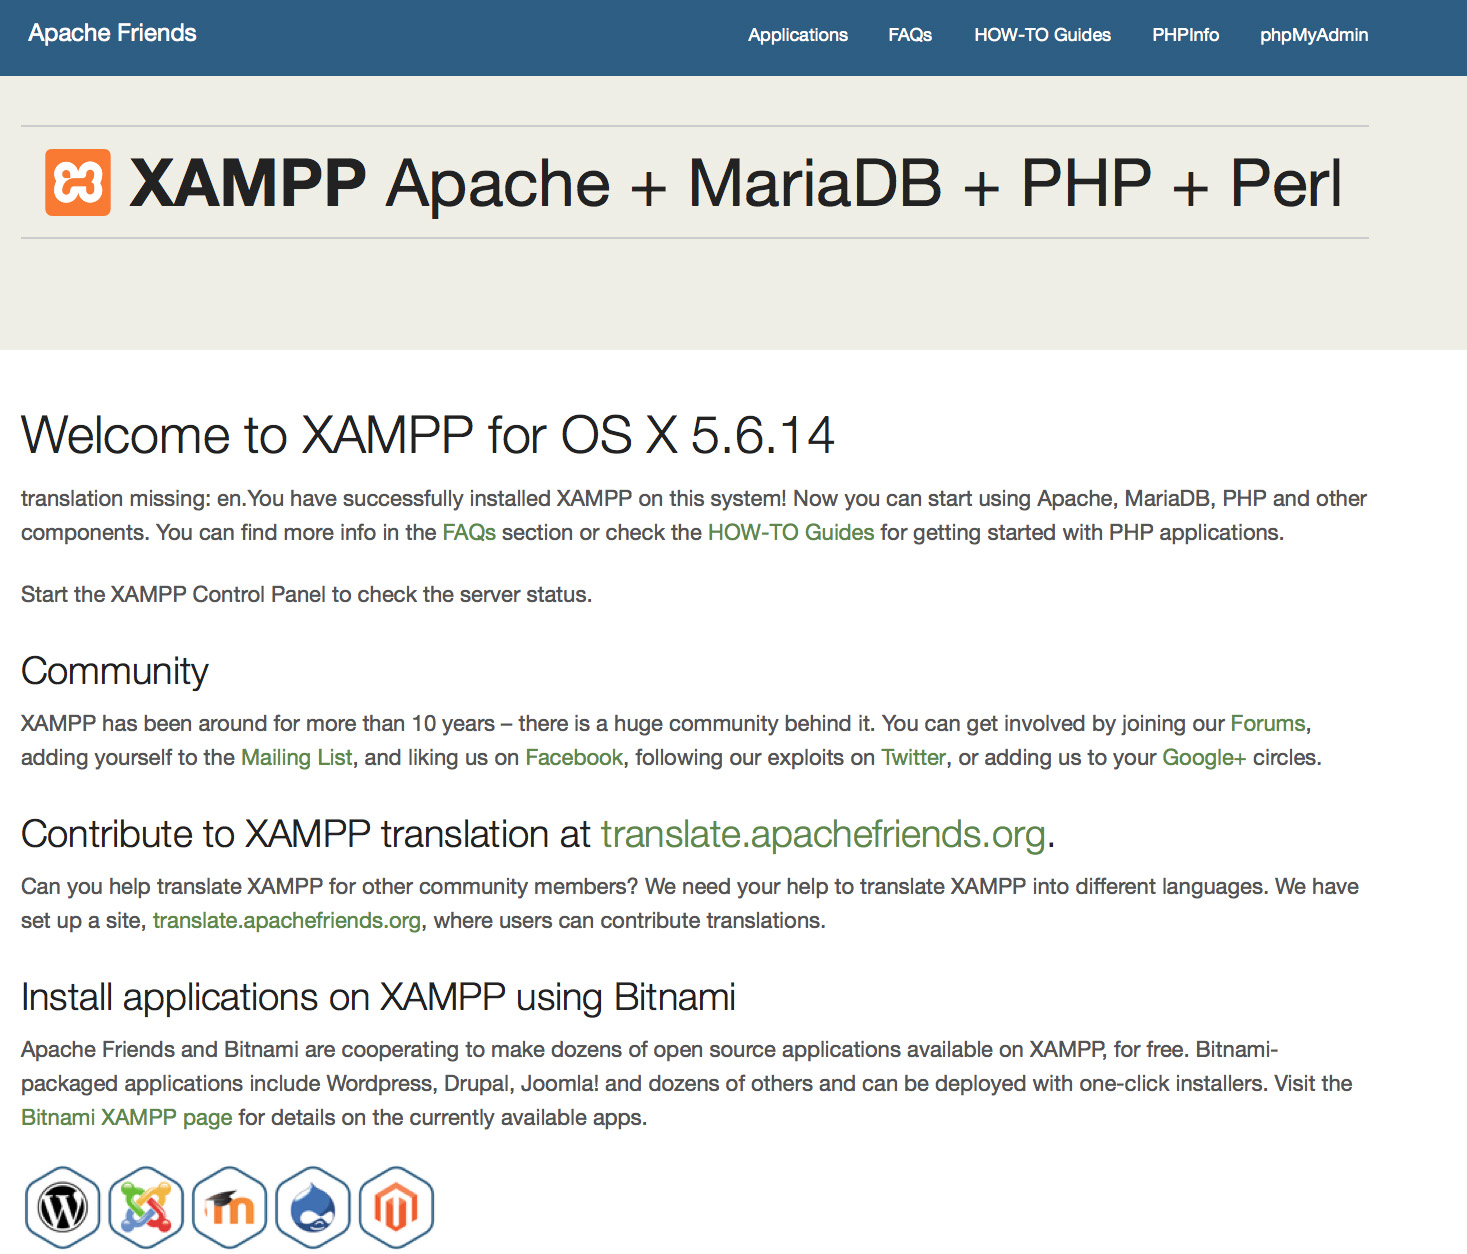 Apache Friends
Applications FAQs HOW-TO Guides PHPInfo phpMyAdmin
XAMPP Apache + MariaDB + PHP + Perl
Welcome to XAMPP for OS X 5.6.14
translation missing: en.You have successfully installed XAMPP on this system! Now you can start using Apache, MariaDB, PHP and other
components. You can find more info in the FAQs section or check the HOW-TO Guides for getting started with PHP applications.
Start the XAMPP Control Panel to check the server status.
Community
XAMPP has been around for more than 10 years – there is a huge community behind it. You can get involved by joining our Forums,
adding yourself to the Mailing List, and liking us on Facebook, following our exploits on Twitter, or adding us to your Google+ circles.
Contribute to XAMPP translation at translate.apachefriends.org.
Can you help translate XAMPP for other community members? We need your help to translate XAMPP into different languages. We have
set up a site, translate.apachefriends.org, where users can contribute translations.
Install applications on XAMPP using Bitnami
Apache Friends and Bitnami are cooperating to make dozens of open source applications available on XAMPP, for free. Bitnami-
packaged applications include Wordpress, Drupal, Joomla! and dozens of others and can be deployed with one-click installers. Visit the
Bitnami XAMPP page for details on the currently available apps.